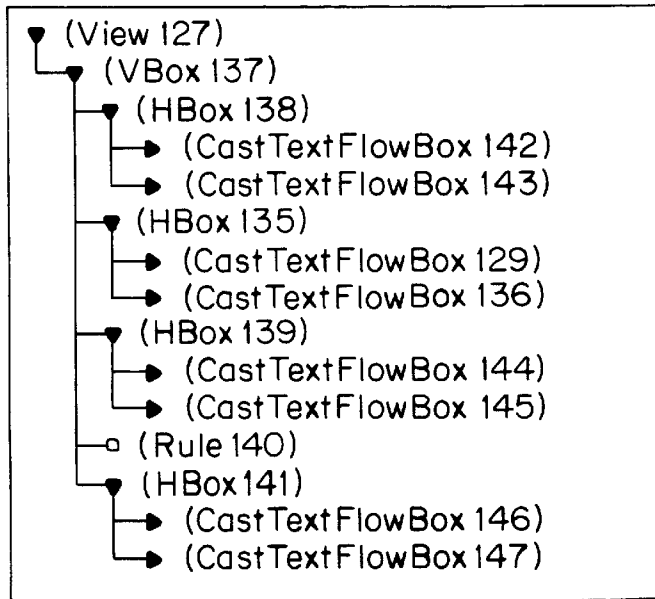 (View 127)
(VBox 137)
(HBox 138)
(CastTextFlowBox 142)
(CastTextFlowBox 143)
(HBox 135)
(CastTextFlowBox 129)
(CastTextFlowBox 136)
(HBox 139)
(CastTextFlowBox 144)
(CastTextFlowBox 145)
(Rule 140)
(HBox 141)
(CastTextFlowBox 146)
(CastTextFlowBox 147)